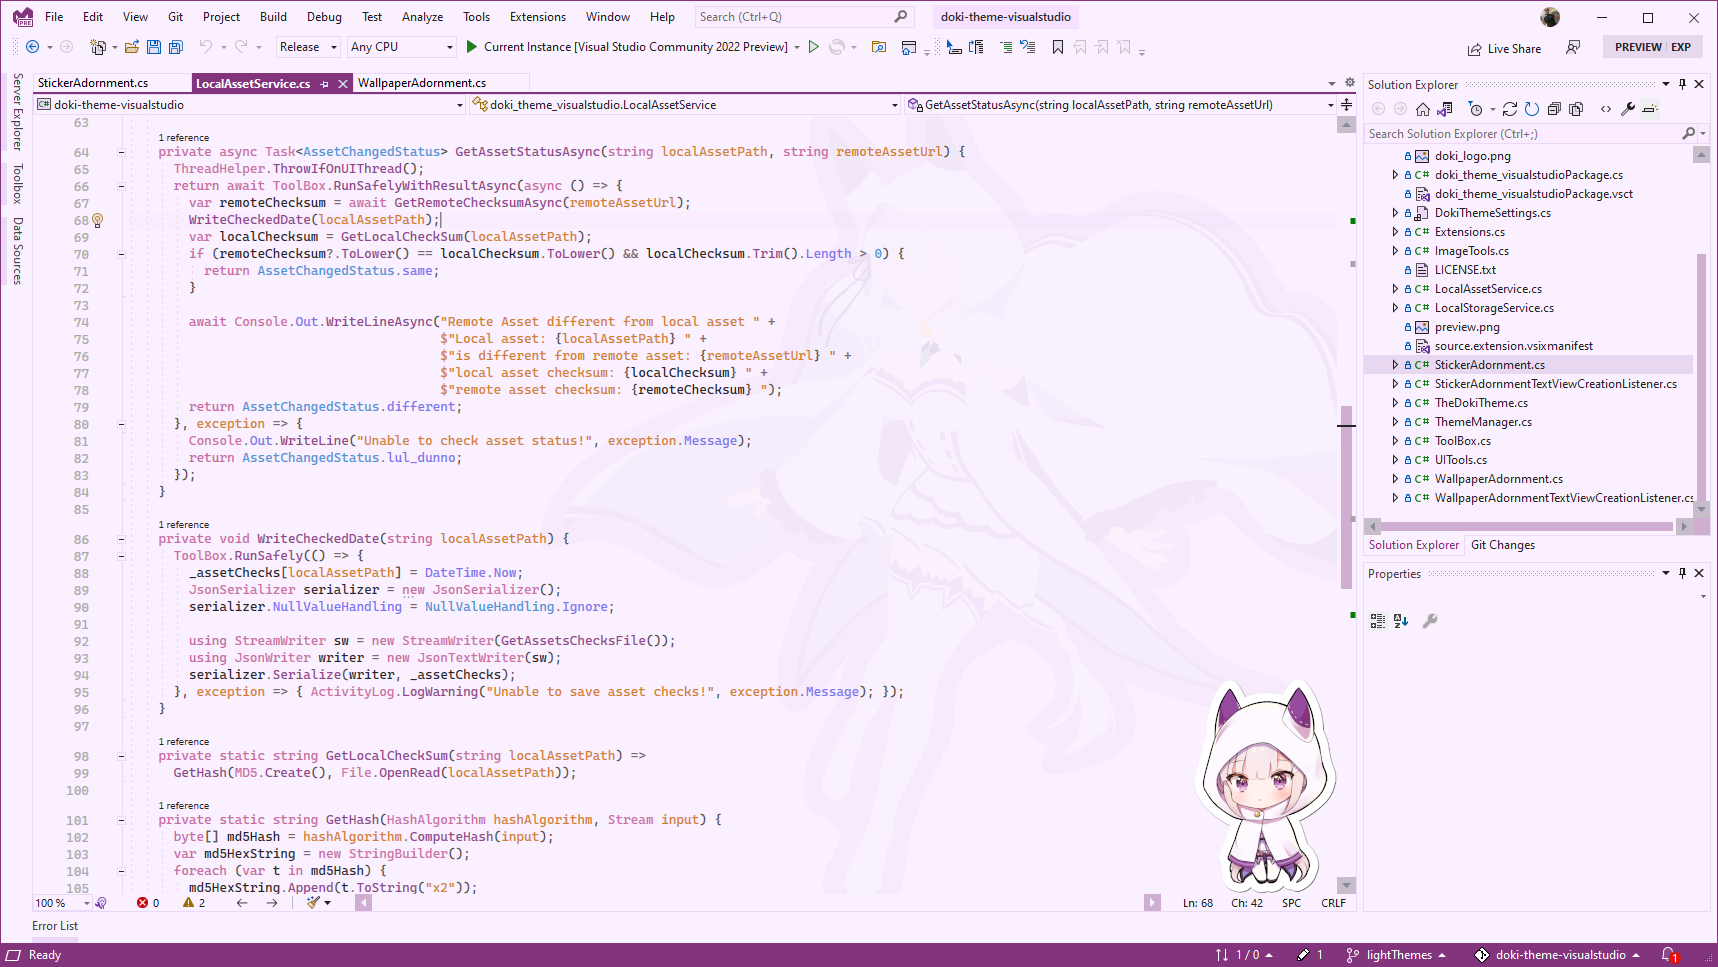 File Edit View Git Project Build Debug Test Analyze Tools Extensions Window Help Search (Ctrl+Q) doki-theme-visualstudio
Release Any CPU Current Instance [Visual Studio Community 2022 Preview] Live Share PREVIEW EXP
Server Explorer
Toolbox
Data Sources
StickerAdornment.cs LocalAssetService.cs WallpaperAdornment.cs
doki-theme-visualstudio doki_theme_visualstudio.LocalAssetService GetAssetStatusAsync(string localAssetPath, string remoteAssetUrl)
63
1 reference
64 private async Task<AssetChangedStatus> GetAssetStatusAsync(string localAssetPath, string remoteAssetUrl) {
65 ThreadHelper.ThrowIfOnUIThread();
66 return await ToolBox.RunSafelyWithResultAsync(async () => {
67 var remoteChecksum = await GetRemoteChecksumAsync(remoteAssetUrl);
68 WriteCheckedDate(localAssetPath);
69 var localChecksum = GetLocalCheckSum(localAssetPath);
70 if (remoteChecksum?.ToLower() == localChecksum.ToLower() && localChecksum.Trim().Length > 0) {
71 return AssetChangedStatus.same;
72 }
73
74 await Console.Out.WriteLineAsync("Remote Asset different from local asset " +
75 $"Local asset: {localAssetPath} " +
76 $"is different from remote asset: {remoteAssetUrl} " +
77 $"local asset checksum: {localChecksum} " +
78 $"remote asset checksum: {remoteChecksum} ");
79 return AssetChangedStatus.different;
80 }, exception => {
81 Console.Out.WriteLine("Unable to check asset status!", exception.Message);
82 return AssetChangedStatus.lul_dunno;
83 });
84 }
85
1 reference
86 private void WriteCheckedDate(string localAssetPath) {
87 ToolBox.RunSafely(() => {
88 _assetChecks[localAssetPath] = DateTime.Now;
89 JsonSerializer serializer = new JsonSerializer();
90 serializer.NullValueHandling = NullValueHandling.Ignore;
91
92 using StreamWriter sw = new StreamWriter(GetAssetsChecksFile());
93 using JsonWriter writer = new JsonTextWriter(sw);
94 serializer.Serialize(writer, _assetChecks);
95 }, exception => { ActivityLog.LogWarning("Unable to save asset checks!", exception.Message); });
96 }
97
1 reference
98 private static string GetLocalCheckSum(string localAssetPath) =>
99 GetHash(MD5.Create(), File.OpenRead(localAssetPath));
100
1 reference
101 private static string GetHash(HashAlgorithm hashAlgorithm, Stream input) {
102 byte[] md5Hash = hashAlgorithm.ComputeHash(input);
103 var md5HexString = new StringBuilder();
104 foreach (var t in md5Hash) {
105 md5HexString.Append(t.ToString("x2"));
100 % 0 2 Ln: 68 Ch: 42 SPC CRLF
Error List
Solution Explorer
Search Solution Explorer (Ctrl+;)
doki_logo.png
C# doki_theme_visualstudioPackage.cs
doki_theme_visualstudioPackage.vsct
DokiThemeSettings.cs
C# Extensions.cs
C# ImageTools.cs
LICENSE.txt
C# LocalAssetService.cs
C# LocalStorageService.cs
preview.png
source.extension.vsixmanifest
C# StickerAdornment.cs
C# StickerAdornmentTextViewCreationListener.cs
C# TheDokiTheme.cs
C# ThemeManager.cs
C# ToolBox.cs
C# UITools.cs
C# WallpaperAdornment.cs
C# WallpaperAdornmentTextViewCreationListener.cs
Solution Explorer Git Changes
Properties
Ready 1 / 0 1 lightThemes doki-theme-visualstudio 1